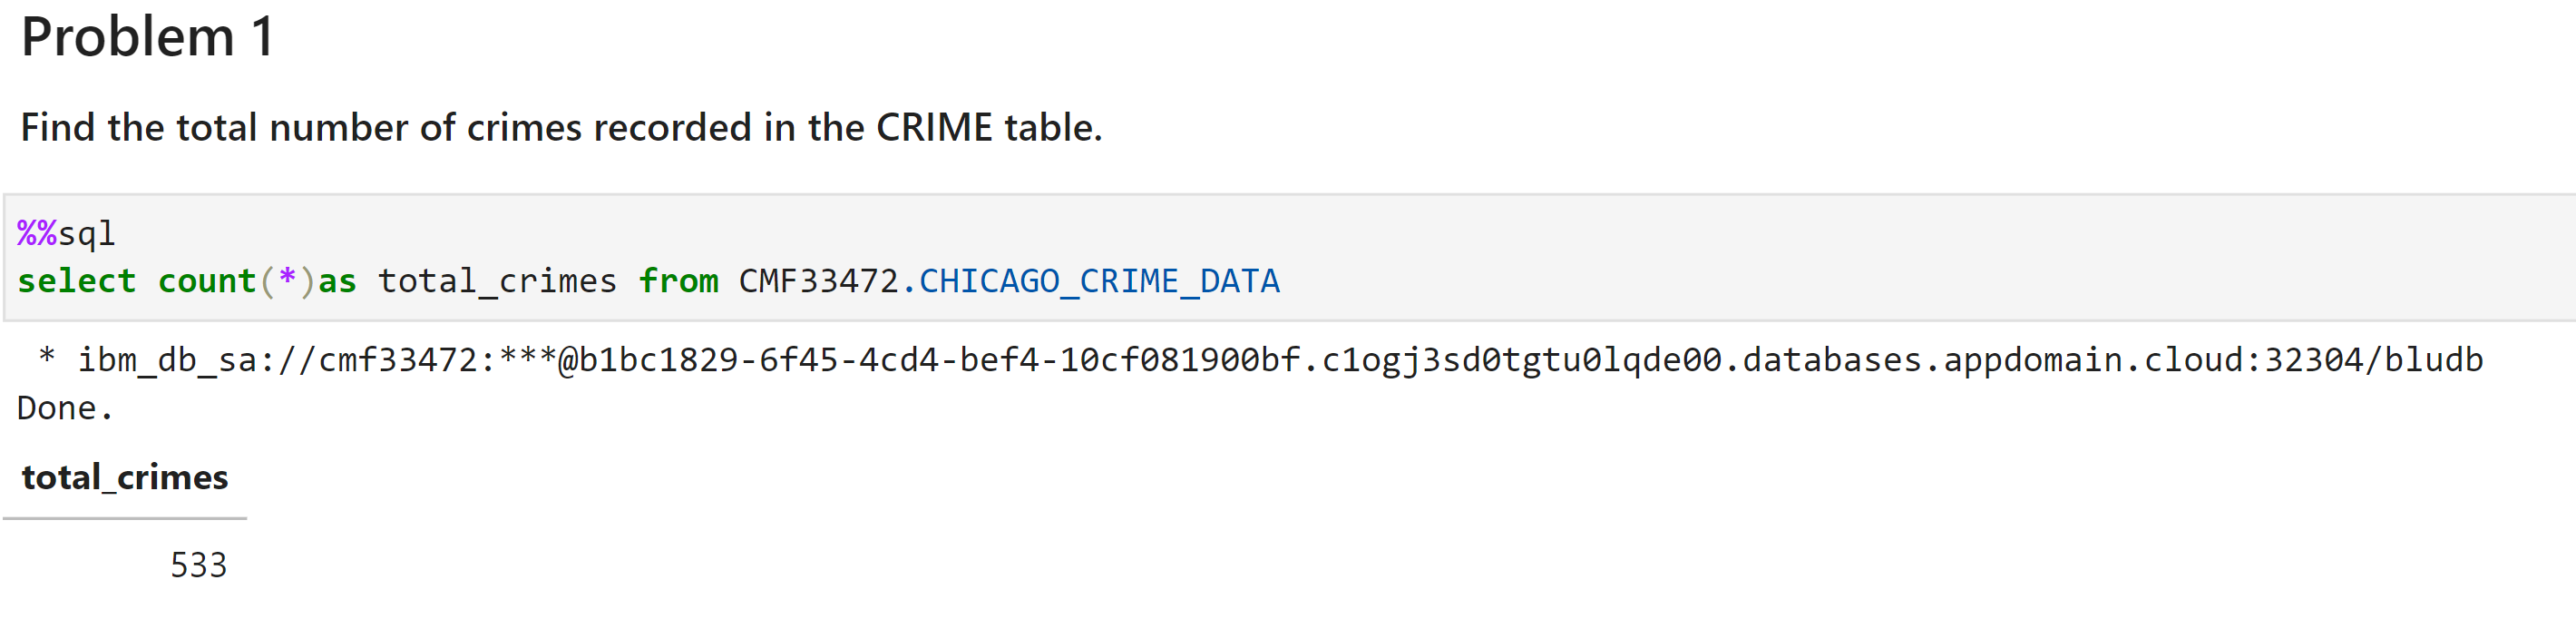 Problem 1
Find the total number of crimes recorded in the CRIME table.
%%sql
select count(*)as total_crimes from CMF33472.CHICAGO_CRIME_DATA
* ibm_db_sa://cmf33472:***@b1bc1829-6f45-4cd4-bef4-10cf081900bf.c1ogj3sd0tgtu0lqde00.databases.appdomain.cloud:32304/bludb
Done.
total_crimes
533